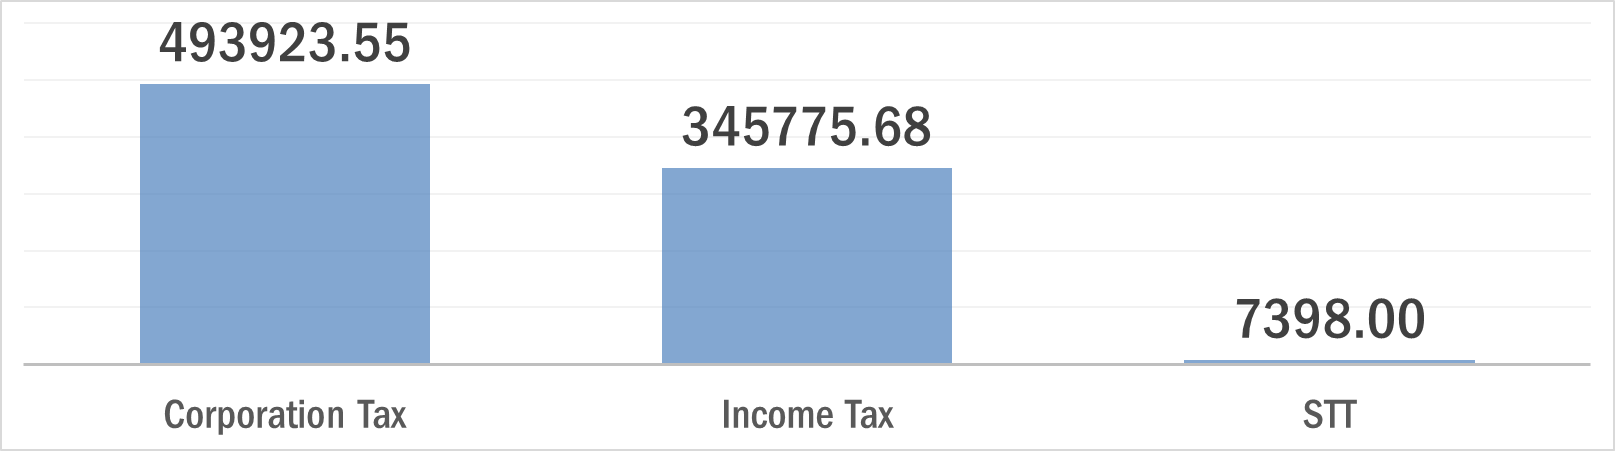 493923.55
345775.68
7398.00
Corporation Tax
Income Tax
STT